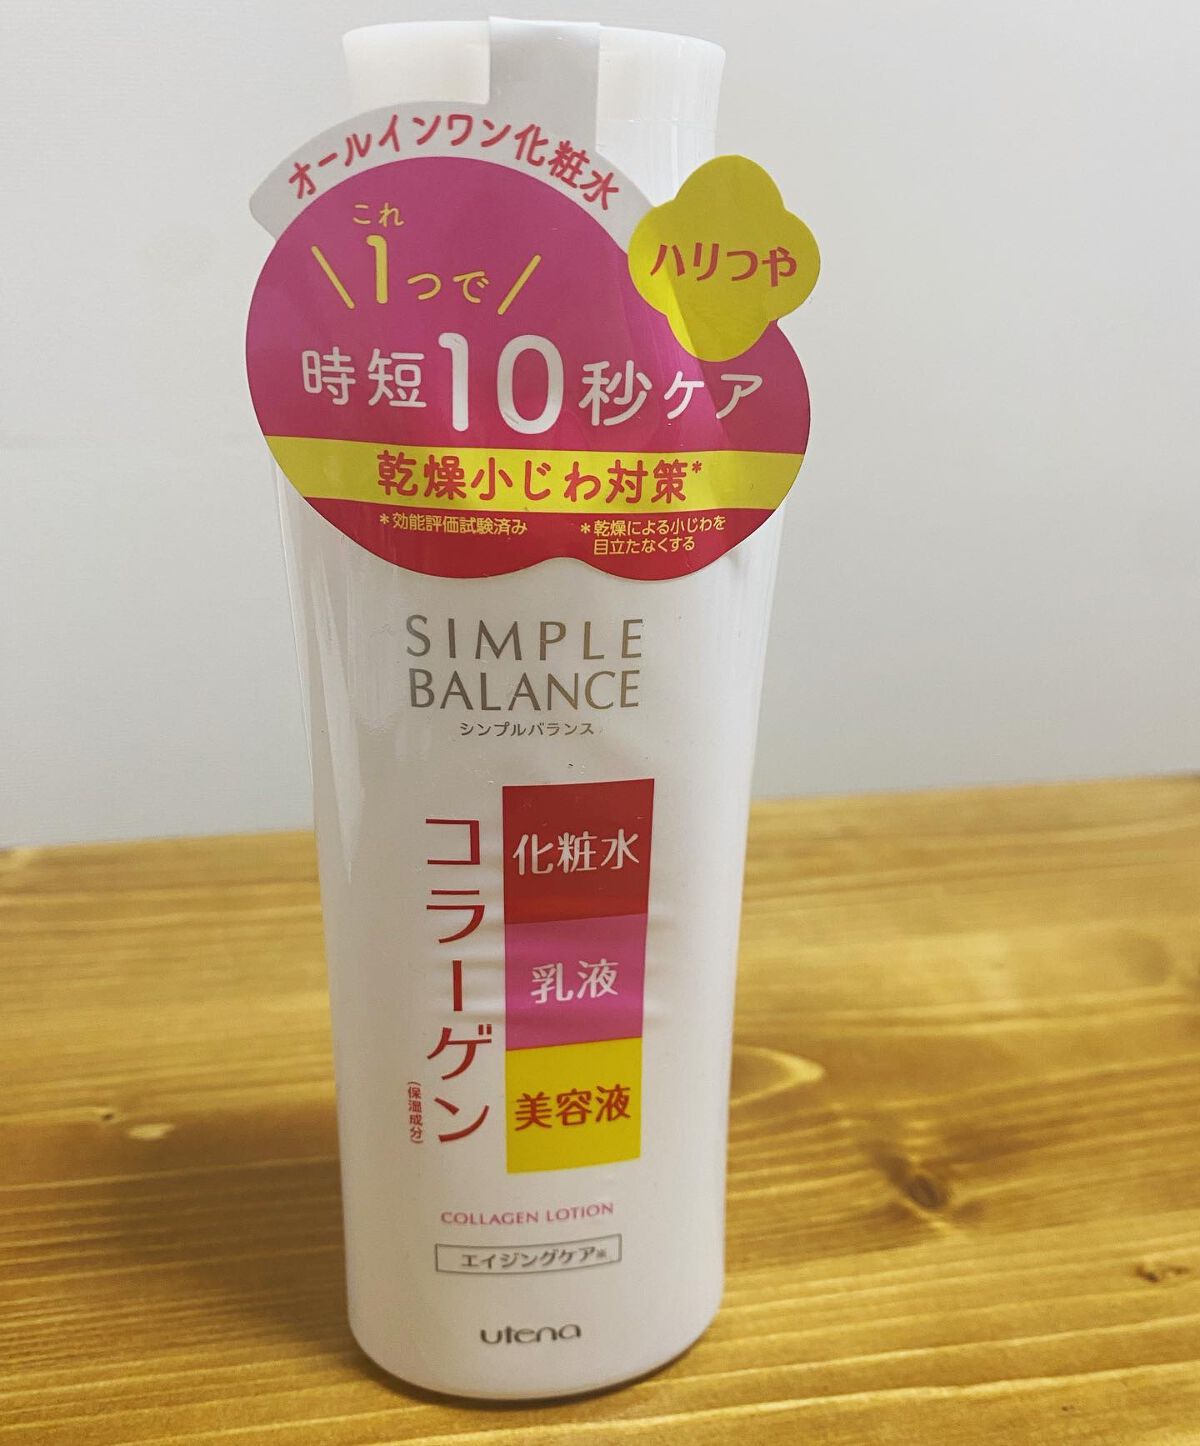 オールインワン化粧水
ハリつや
これ
\1つで/
時短10秒ケア
乾燥小じわ対策*
*効能評価試験済み
*乾燥による小じわを
目立たなくする
SIMPLE
BALANCE
シンプルバランス
コラーゲン
(保湿成分)
化粧水
乳液
美容液
COLLAGEN LOTION
エイジングケア※
utena